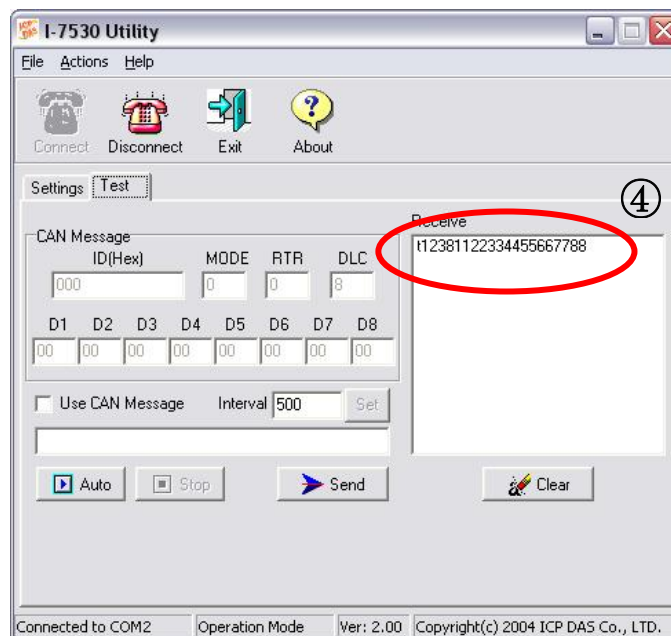 I-7530 Utility
File Actions Help
Connect Disconnect Exit About
Settings Test
④
CAN Message
Receive
ID(Hex) MODE RTR DLC
t12381122334455667788
000 0 0 8
D1 D2 D3 D4 D5 D6 D7 D8
00 00 00 00 00 00 00 00
Use CAN Message Interval 500 Set
Auto Stop Send Clear
Connected to COM2 Operation Mode Ver: 2.00 Copyright(c) 2004 ICP DAS Co., LTD.